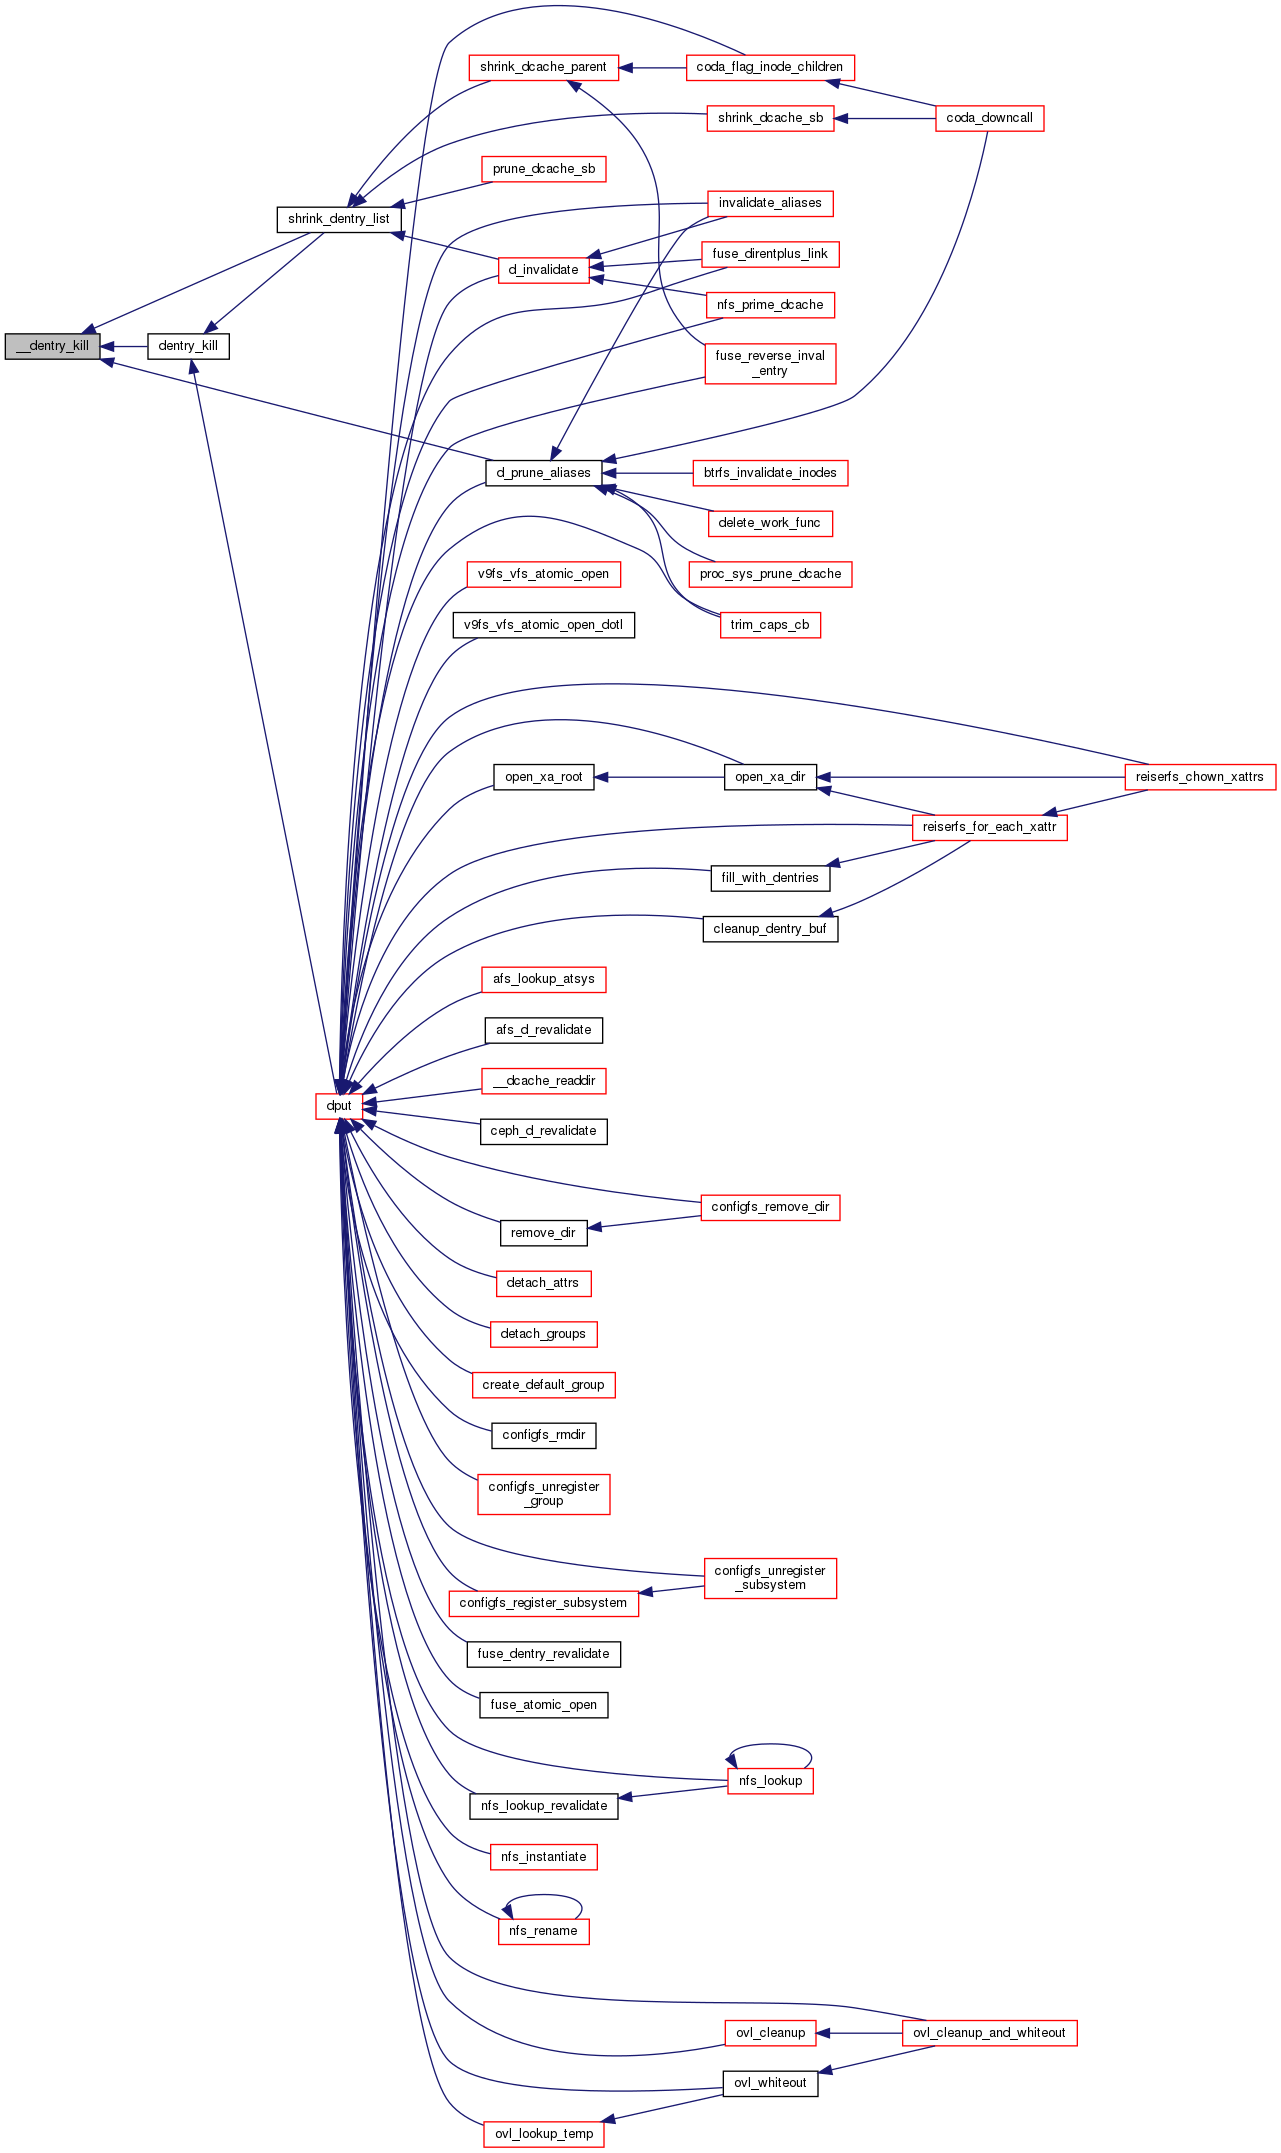 coda_flag_inode_children
shrink_dcache_parent
shrink_dcache_sb
coda_downcall
prune_dcache_sb
invalidate_aliases
shrink_dentry_list
fuse_direntplus_link
d_invalidate
nfs_prime_dcache
__dentry_kill
dentry_kill
fuse_reverse_inval
_entry
d_prune_aliases
btrfs_invalidate_inodes
delete_work_func
v9fs_vfs_atomic_open
proc_sys_prune_dcache
v9fs_vfs_atomic_open_dotl
trim_caps_cb
open_xa_root
open_xa_dir
reiserfs_chown_xattrs
reiserfs_for_each_xattr
fill_with_dentries
cleanup_dentry_buf
afs_lookup_atsys
afs_d_revalidate
__dcache_readdir
dput
ceph_d_revalidate
configfs_remove_dir
remove_dir
detach_attrs
detach_groups
create_default_group
configfs_rmdir
configfs_unregister
_group
configfs_unregister
_subsystem
configfs_register_subsystem
fuse_dentry_revalidate
fuse_atomic_open
nfs_lookup
nfs_lookup_revalidate
nfs_instantiate
nfs_rename
ovl_cleanup
ovl_cleanup_and_whiteout
ovl_whiteout
ovl_lookup_temp